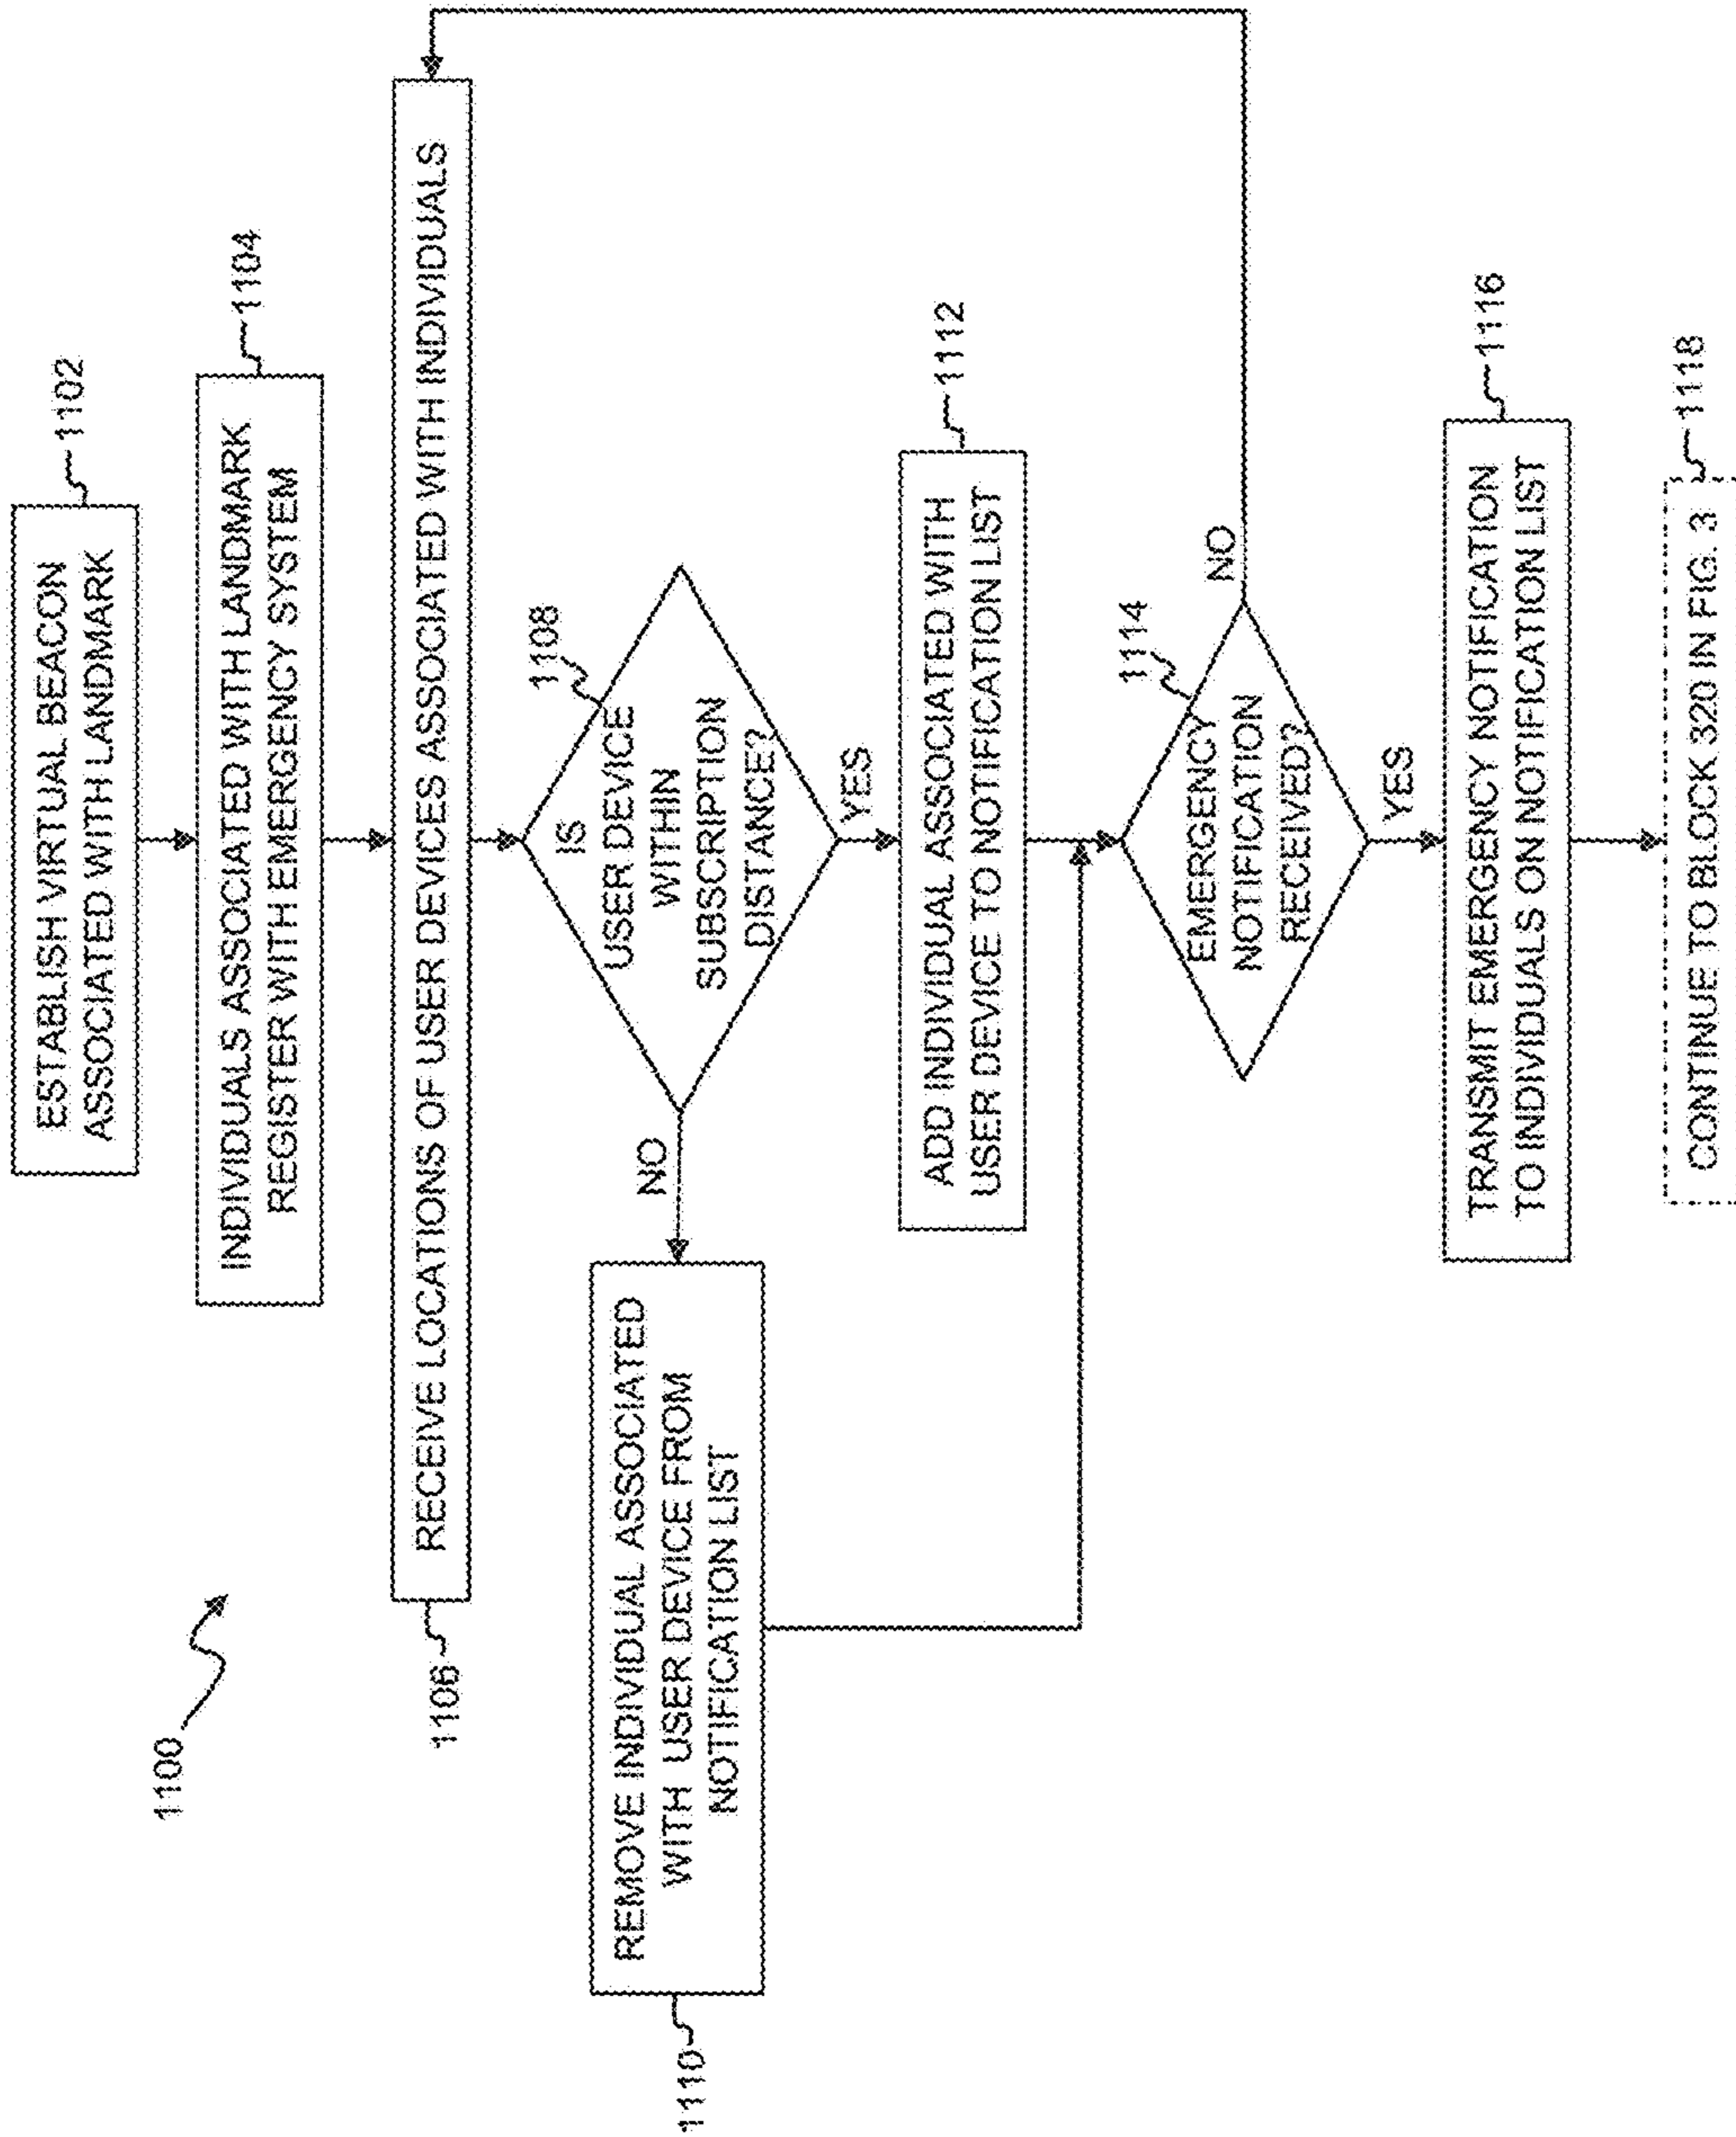 1100
ESTABLISH VIRTUAL BEACON
ASSOCIATED WITH LANDMARK
1102
INDIVIDUALS ASSOCIATED WITH LANDMARK
REGISTER WITH EMERGENCY SYSTEM
1104
1106
RECEIVE LOCATIONS OF USER DEVICES ASSOCIATED WITH INDIVIDUALS
1108
IS
USER DEVICE
WITHIN
SUBSCRIPTION
DISTANCE?
NO
YES
REMOVE INDIVIDUAL ASSOCIATED
WITH USER DEVICE FROM
NOTIFICATION LIST
1110
ADD INDIVIDUAL ASSOCIATED WITH
USER DEVICE TO NOTIFICATION LIST
1112
1114
EMERGENCY
NOTIFICATION
RECEIVED?
NO
YES
TRANSMIT EMERGENCY NOTIFICATION
TO INDIVIDUALS ON NOTIFICATION LIST
1116
CONTINUE TO BLOCK 320 IN FIG. 3
1118